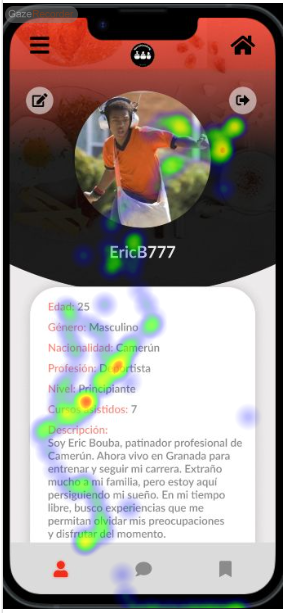 GazeRecorder
EricB777
Edad: 25
Género: Masculino
Nacionalidad: Camerún
Profesión: Deportista
Nivel: Principiante
Cursos asistidos: 7
Descripción:
Soy Eric Bouba, patinador profesional de
Camerún. Ahora vivo en Granada para
entrenar y seguir mi carrera. Extraño
mucho a mi familia, pero estoy aquí
persiguiendo mi sueño. En mi tiempo
libre, busco experiencias que me
permitan olvidar mis preocupaciones
y disfrutar del momento.